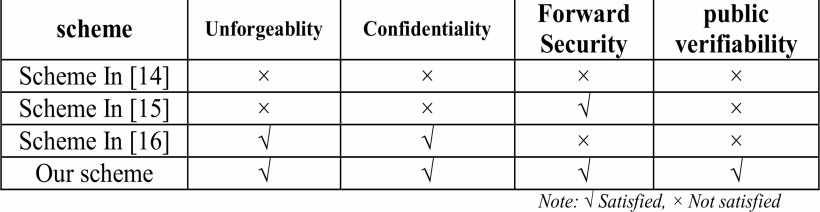 scheme Unforgeablity Confidentiality Forward Security public verifiability
Scheme In [14] × × × ×
Scheme In [15] × × √ ×
Scheme In [16] √ √ × ×
Our scheme √ √ √ √
Note: √ Satisfied, × Not satisfied